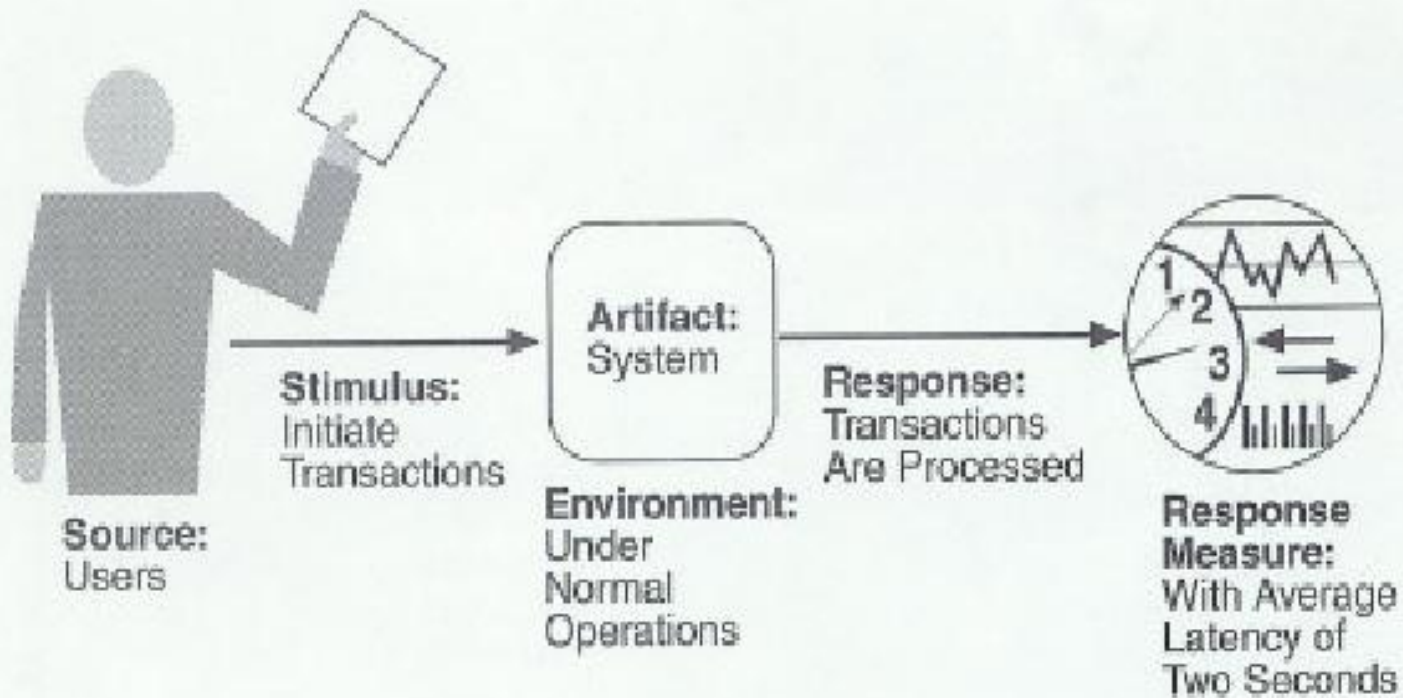 Source:
Users
Stimulus:
Initiate
Transactions
Artifact:
System
Environment:
Under
Normal
Operations
Response:
Transactions
Are Processed
1
2
3
4
Response
Measure:
With Average
Latency of
Two Seconds